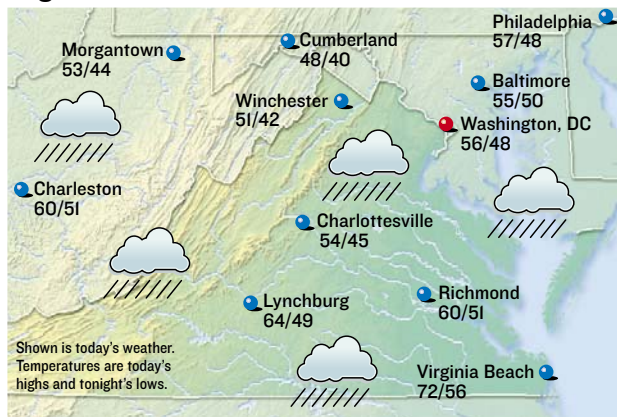 Philadelphia
57/48
Morgantown
53/44
Cumberland
48/40
Baltimore
55/50
Winchester
51/42
Washington, DC
56/48
Charleston
60/51
Charlottesville
54/45
Lynchburg
64/49
Richmond
60/51
Shown is today's weather.
Temperatures are today's
highs and tonight's lows.
Virginia Beach
72/56